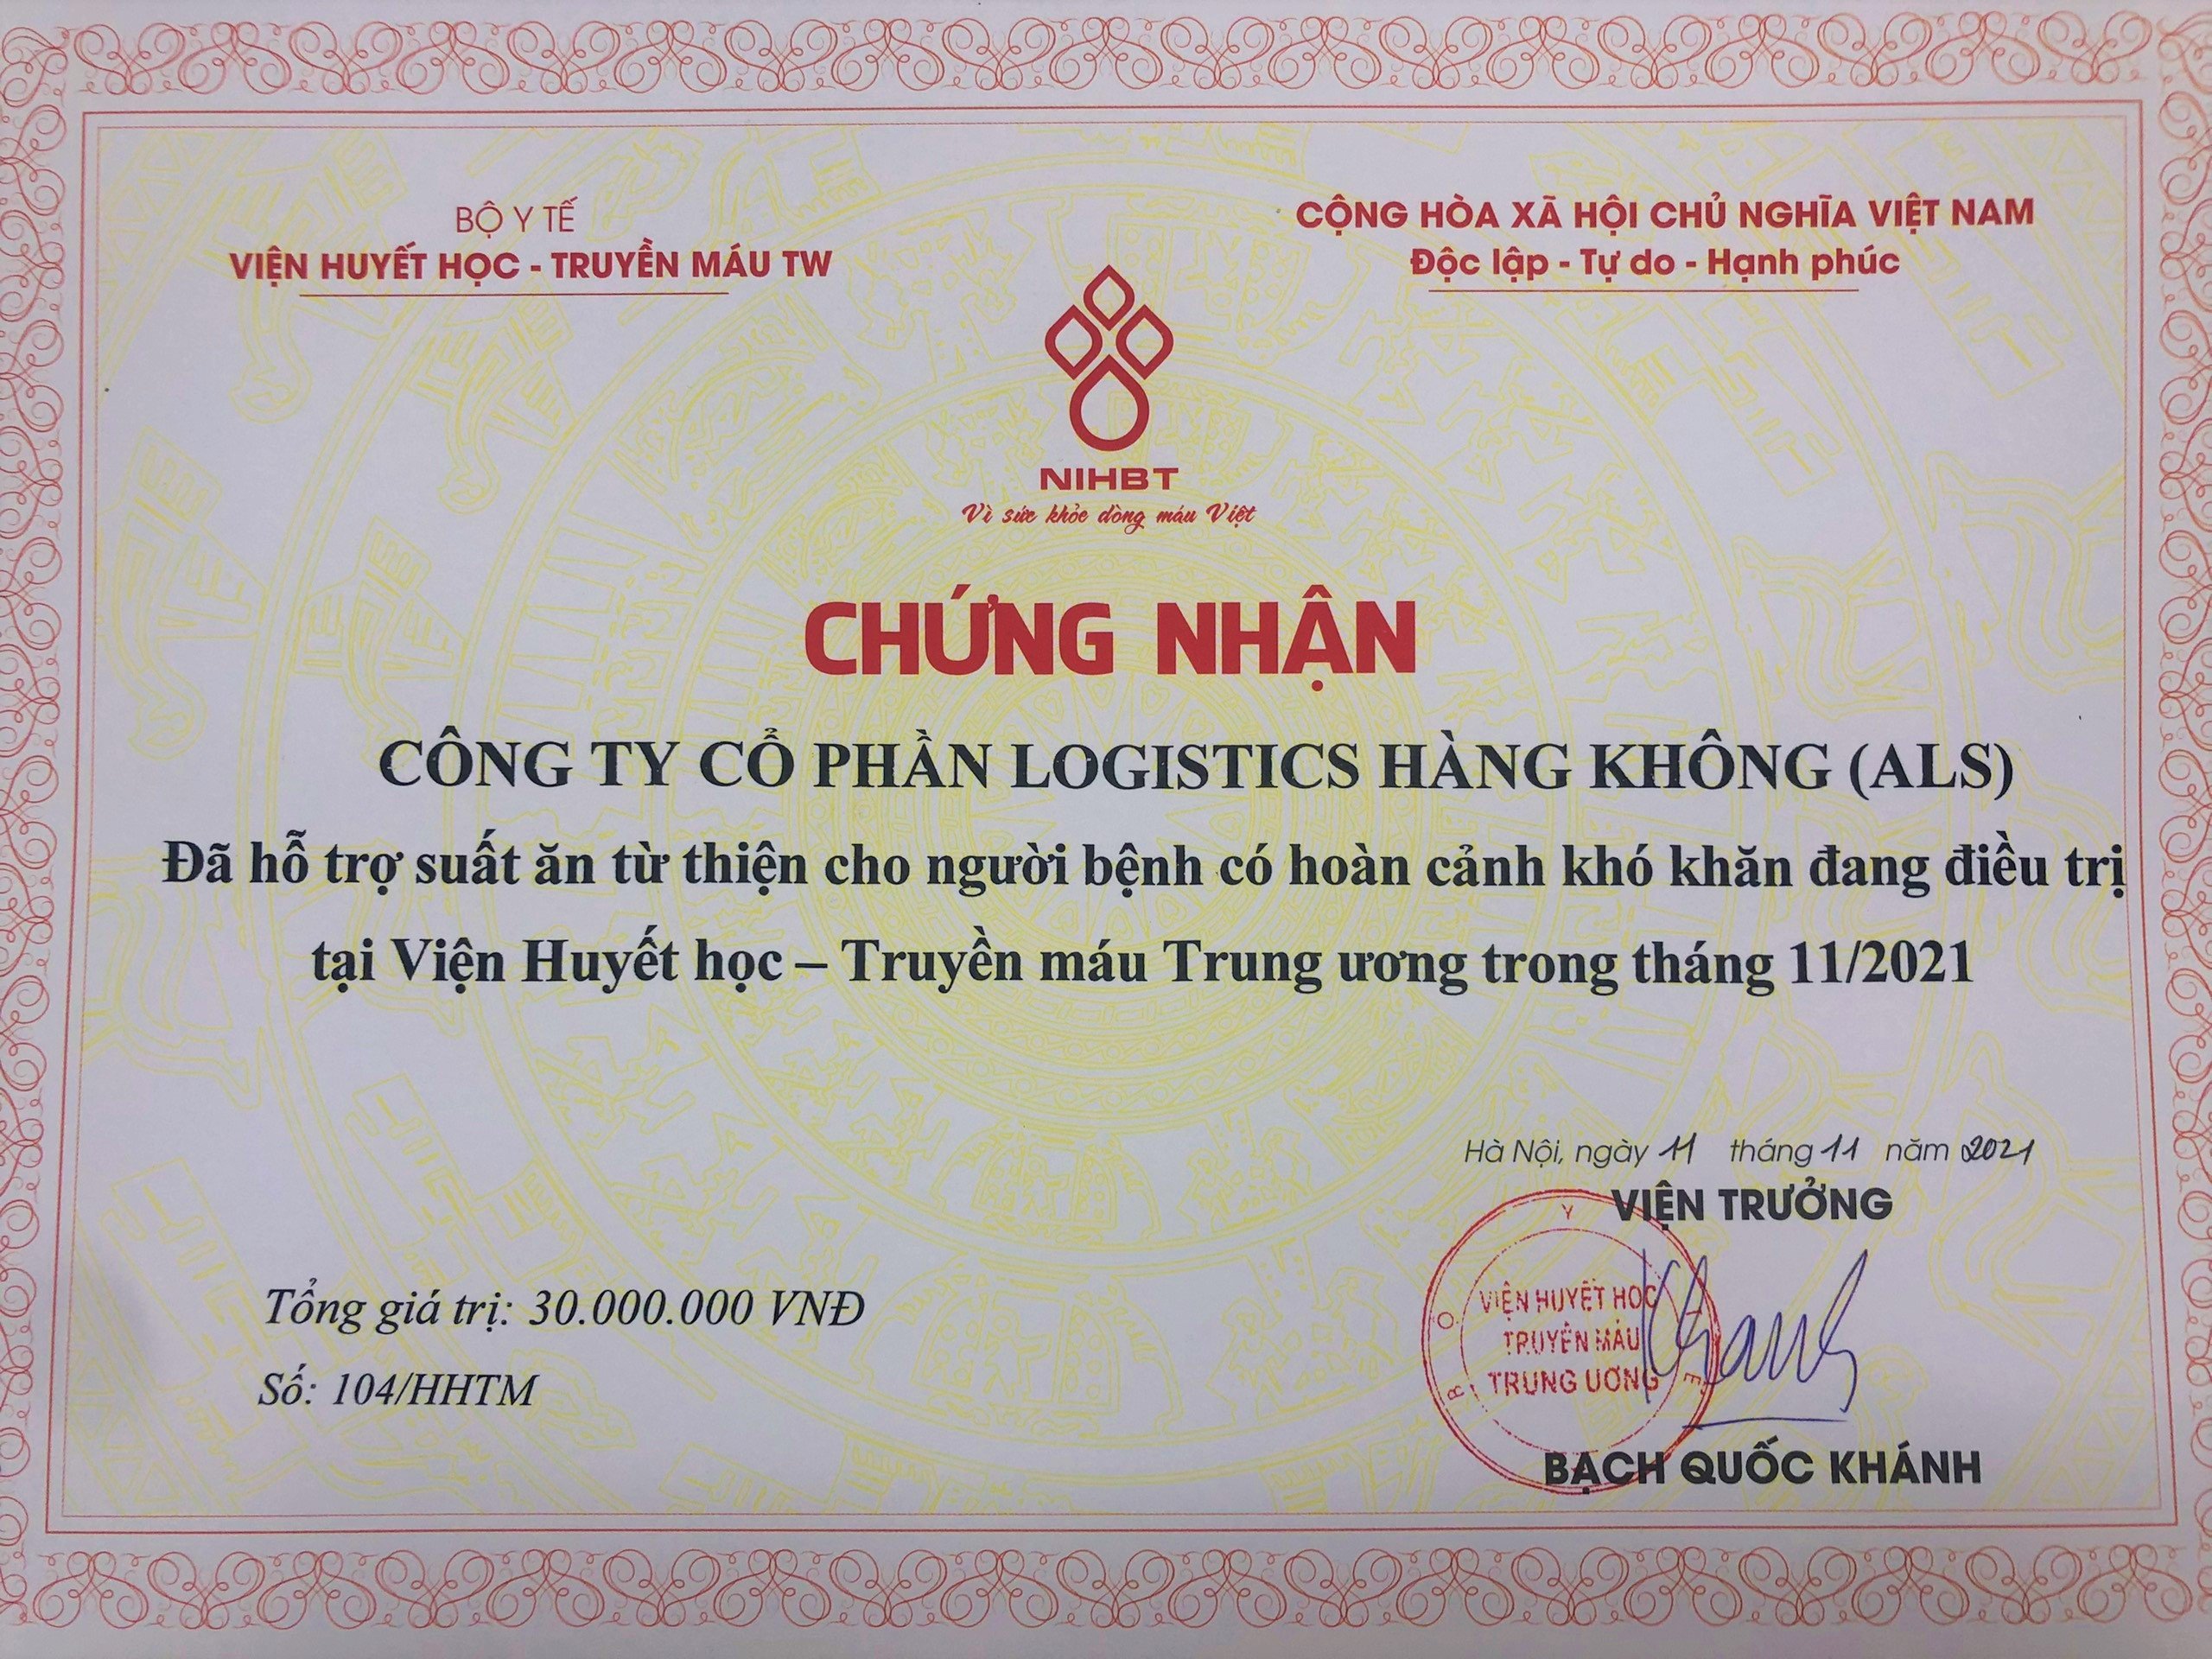 BỘ Y TẾ
VIỆN HUYẾT HỌC - TRUYỀN MÁU TW
CỘNG HÒA XÃ HỘI CHỦ NGHĨA VIỆT NAM
Độc lập - Tự do - Hạnh phúc
NIHBT
Vì sức khỏe dòng máu Việt
CHỨNG NHẬN
CÔNG TY CỔ PHẦN LOGISTICS HÀNG KHÔNG (ALS)
Đã hỗ trợ suất ăn từ thiện cho người bệnh có hoàn cảnh khó khăn đang điều trị
tại Viện Huyết học – Truyền máu Trung ương trong tháng 11/2021
Hà Nội, ngày 11 tháng 11 năm 2021
VIỆN TRƯỞNG
B Ộ Y T Ế
VIỆN HUYẾT HỌC
TRUYỀN MÁU
TRUNG ƯƠNG
Khanh
BẠCH QUỐC KHÁNH
Tổng giá trị: 30.000.000 VNĐ
Số: 104/HHTM